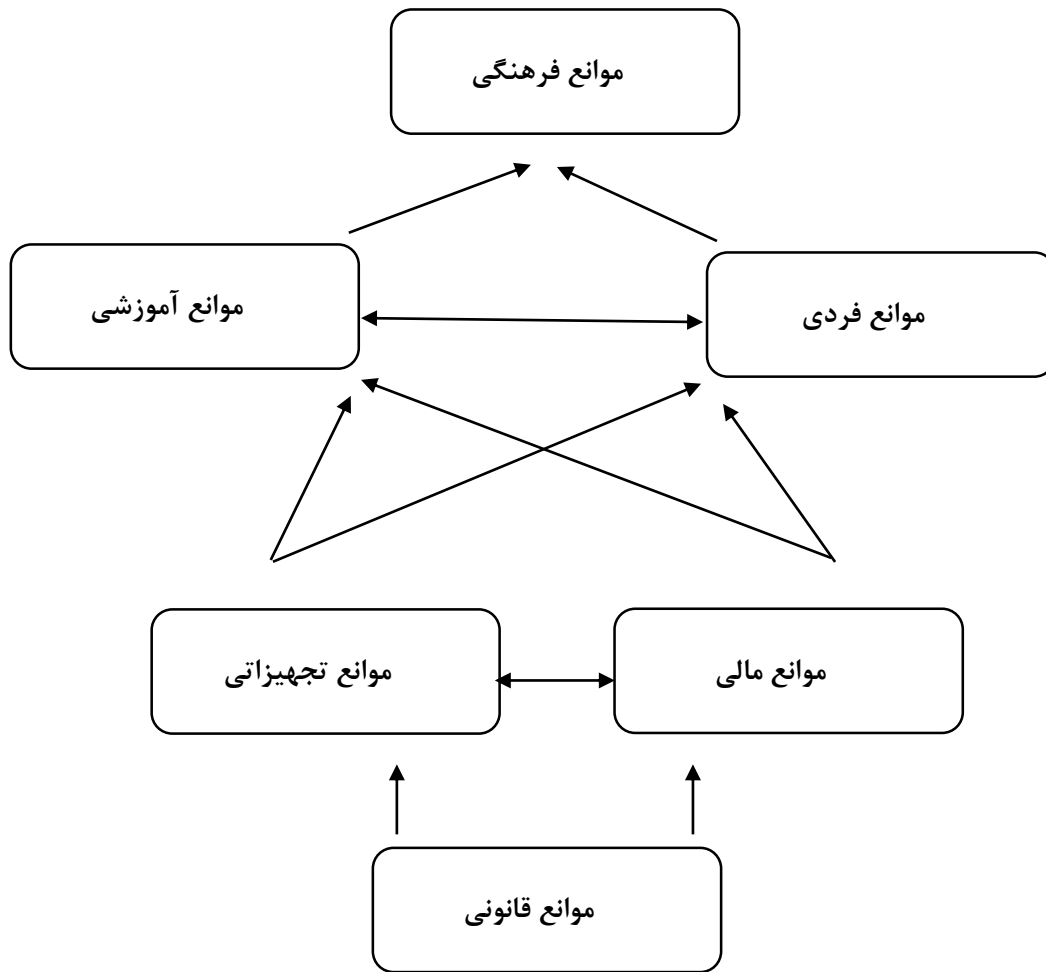 موانع فرهنگی
موانع فردی
موانع آموزشی
موانع مالی
موانع تجهیزاتی
موانع قانونی